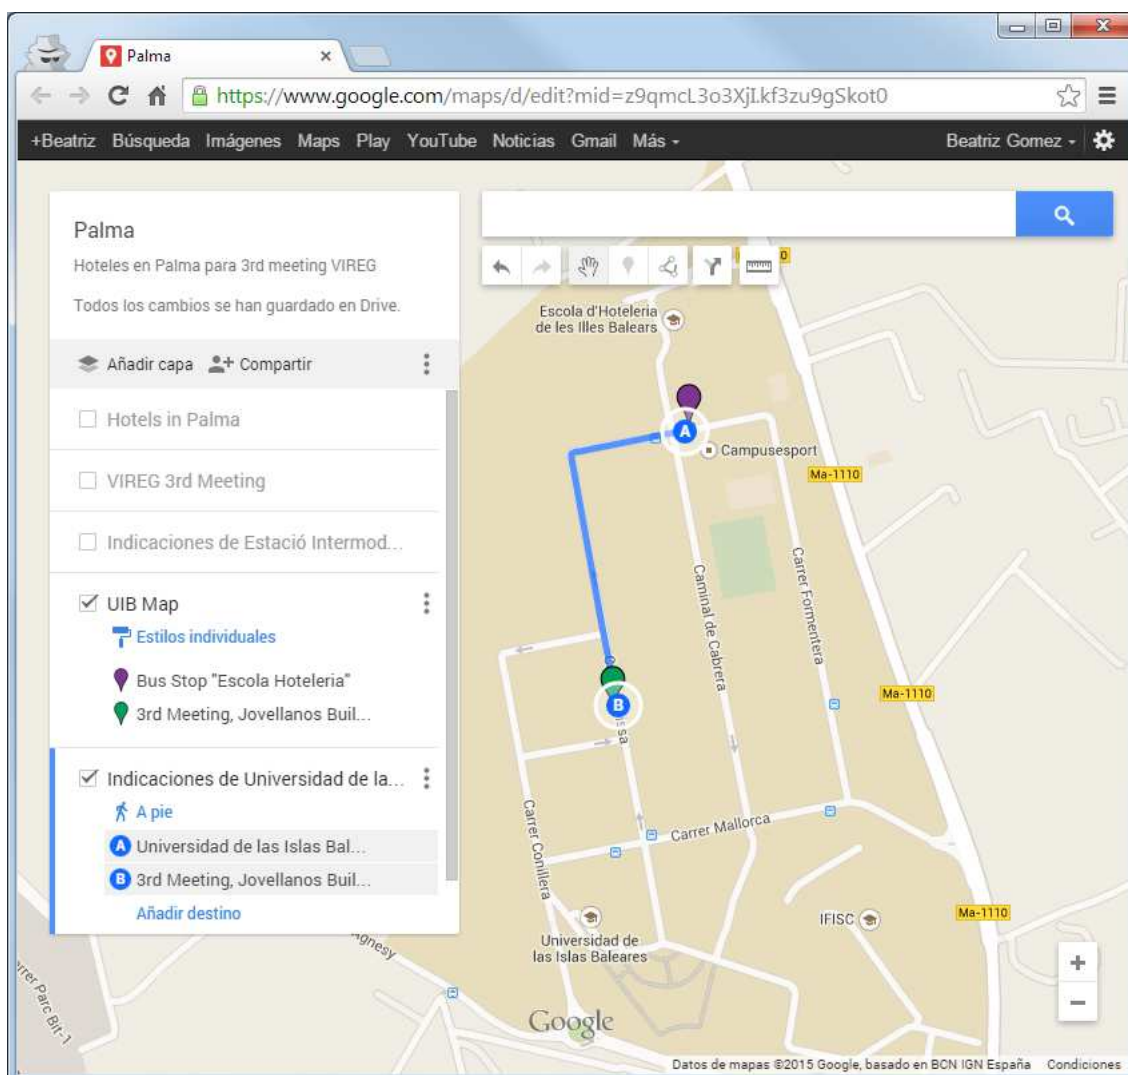 Palma
https://www.google.com/maps/d/edit?mid=z9qmcL3o3XjI.kf3zu9gSkot0
+Beatriz Búsqueda Imágenes Maps Play YouTube Noticias Gmail Más
Beatriz Gomez
Palma
Hoteles en Palma para 3rd meeting VIREG
Todos los cambios se han guardado en Drive.
Añadir capa Compartir
Hotels in Palma
VIREG 3rd Meeting
Indicaciones de Estació Intermod...
UIB Map
Estilos individuales
Bus Stop "Escola Hoteleria"
3rd Meeting, Jovellanos Buil...
Indicaciones de Universidad de la...
A pie
A Universidad de las Islas Bal...
B 3rd Meeting, Jovellanos Buil...
Añadir destino
Escola d'Hoteleria
de les Illes Balears
A
Campusesport
Ma-1110
Caminal de Cabrera
Carrer Formentera
B
Ma-1110
Carrer Mallorca
Carrer Conillera
IFISC
Ma-1110
Universidad de
las Islas Baleares
Carrer Parc Bit-1
Google
Datos de mapas ©2015 Google, basado en BCN IGN España Condiciones